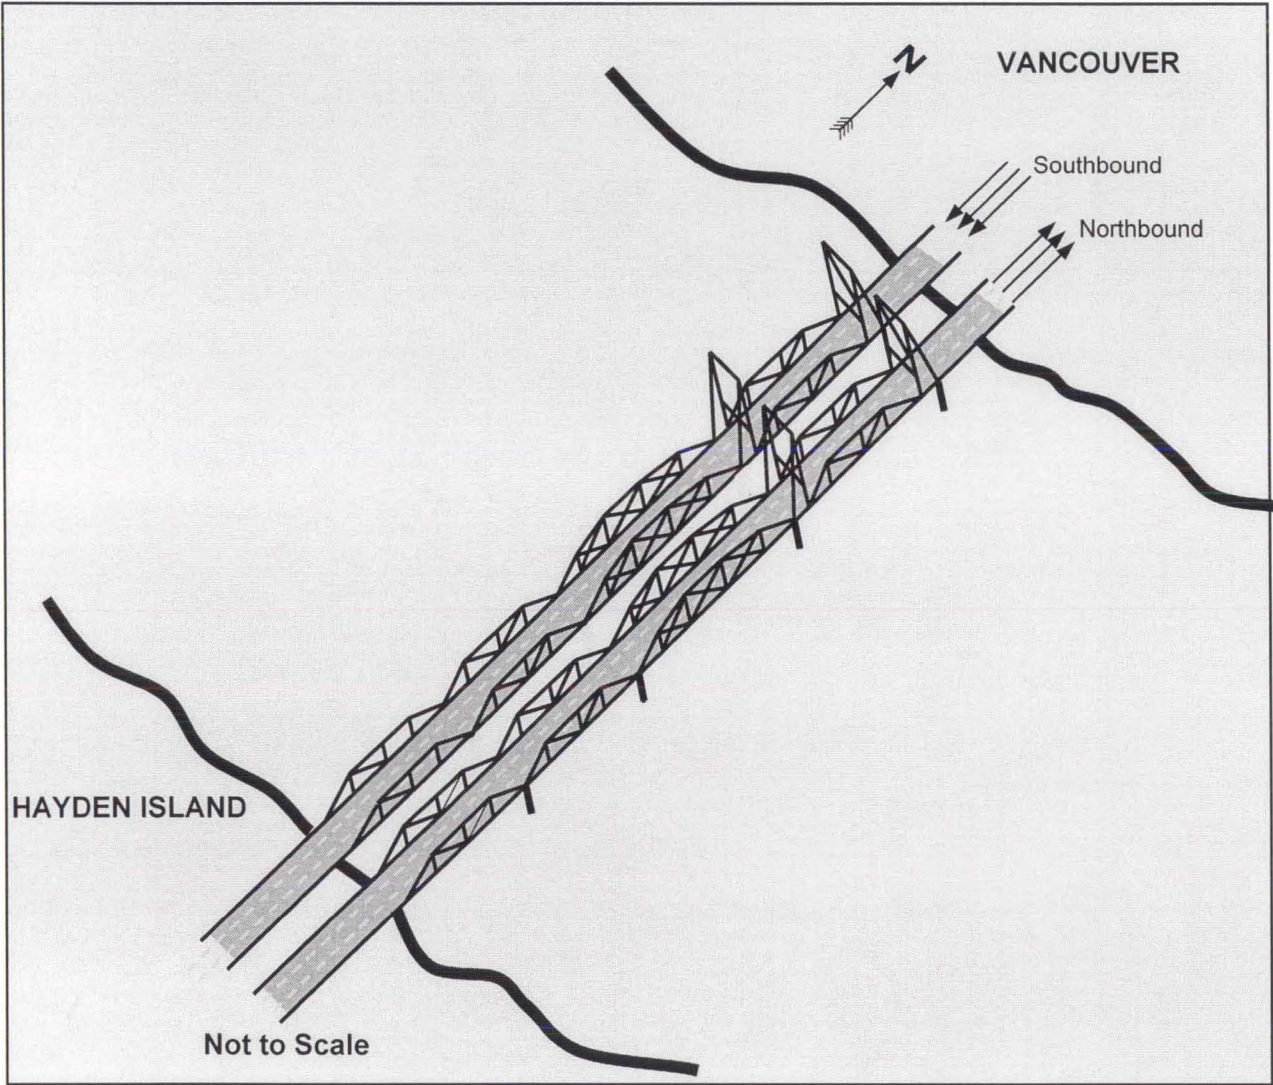 N
VANCOUVER
Southbound
Northbound
HAYDEN ISLAND
Not to Scale